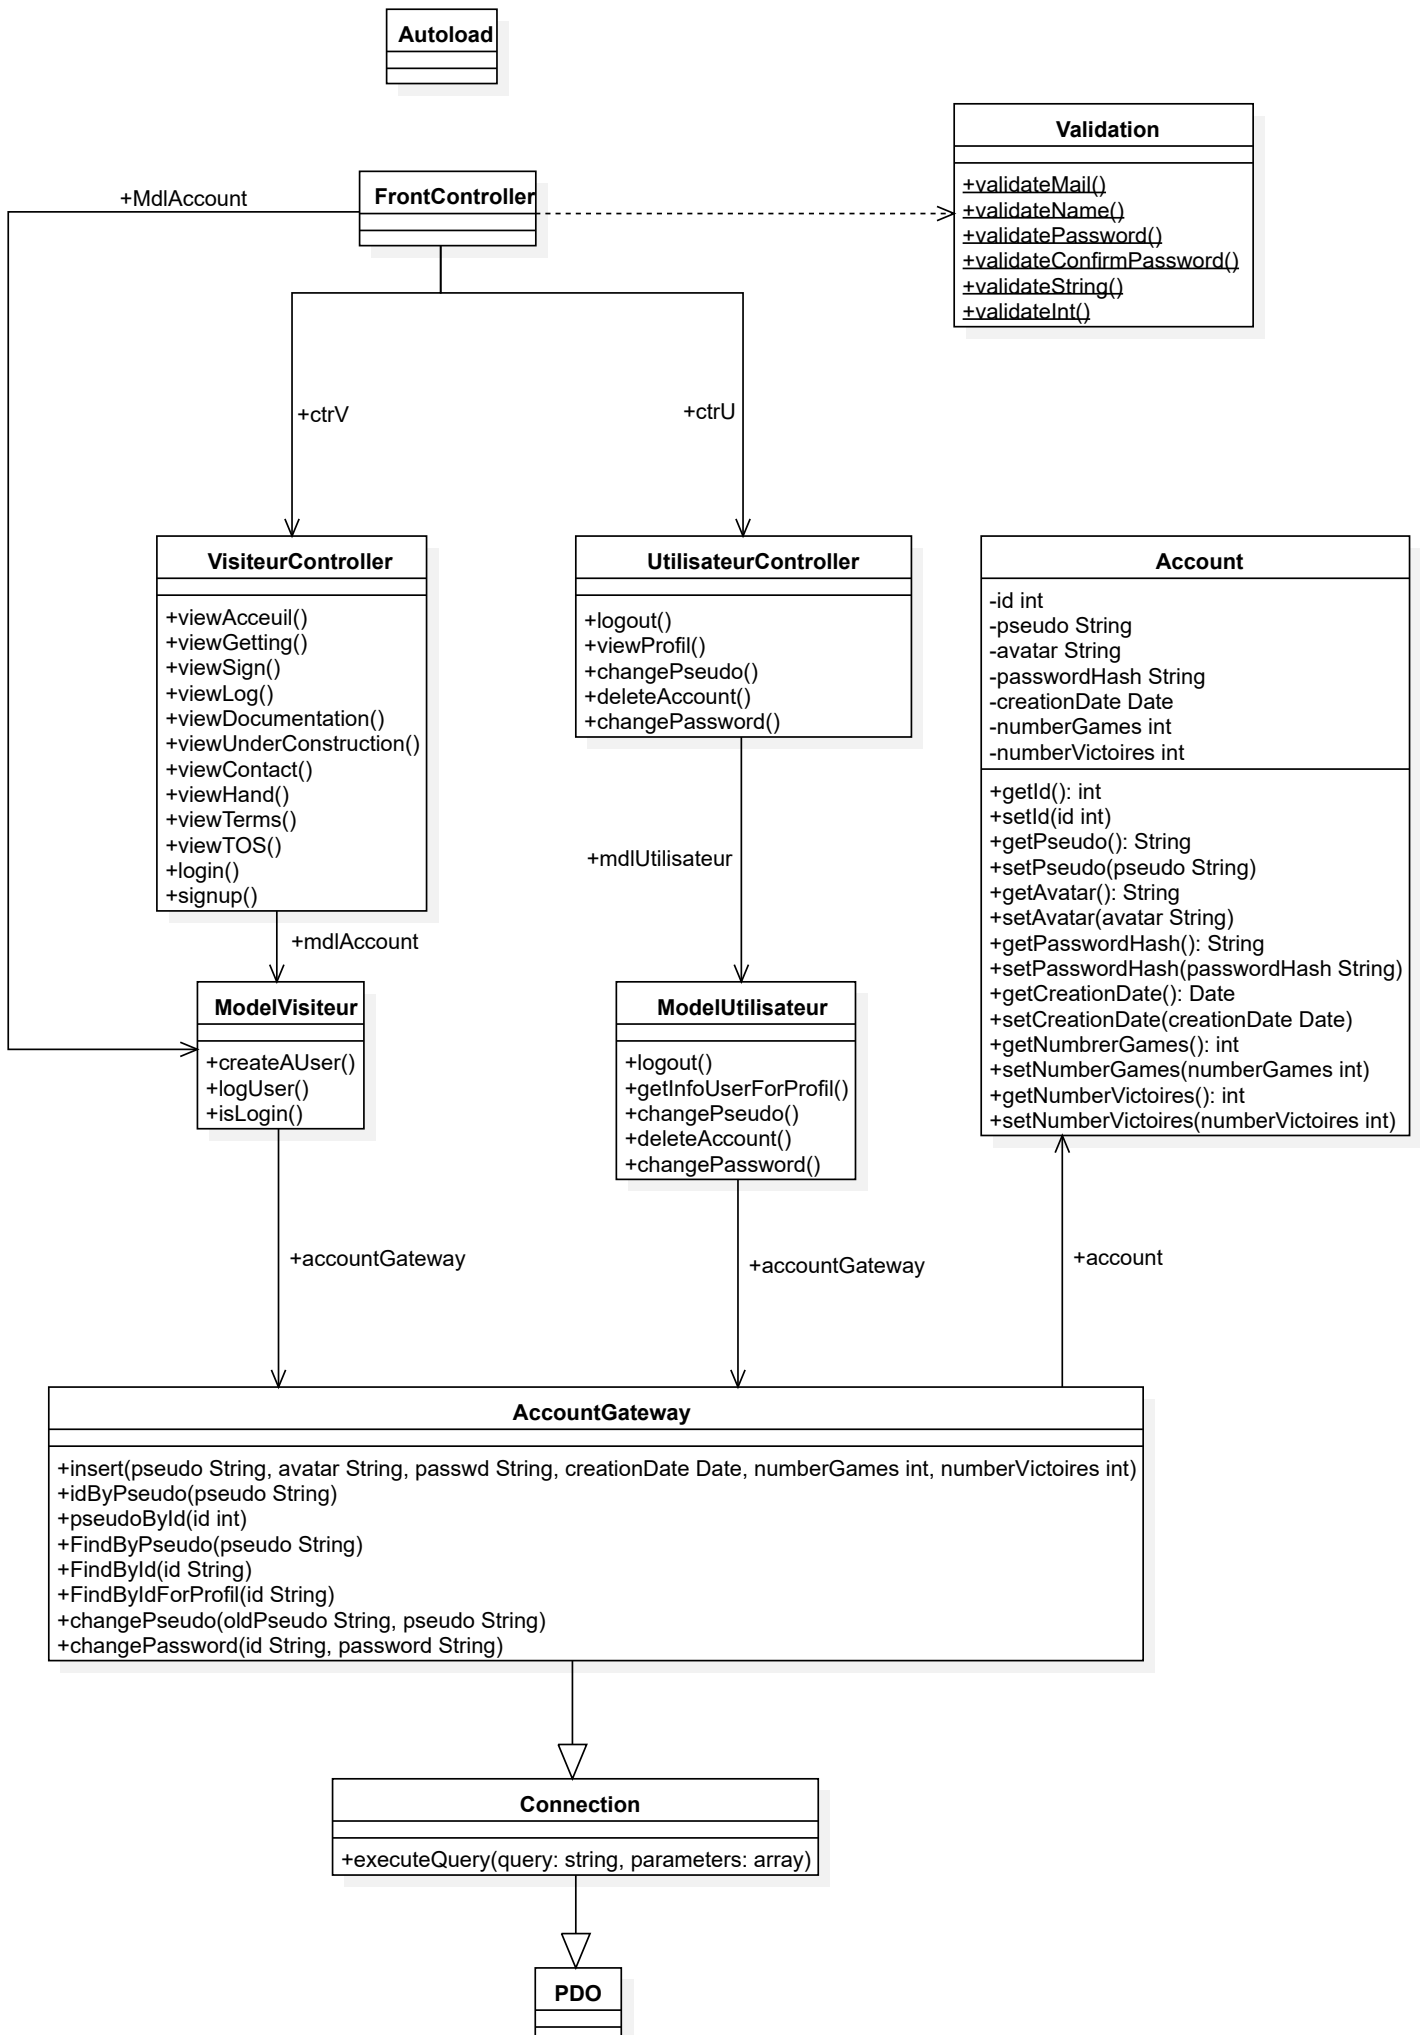 Autoload
Validation
+validateMail()
+validateName()
+validatePassword()
+validateConfirmPassword()
+validateString()
+validateInt()
+MdlAccount
FrontController
+ctrV
+ctrU
VisiteurController
+viewAcceuil()
+viewGetting()
+viewSign()
+viewLog()
+viewDocumentation()
+viewUnderConstruction()
+viewContact()
+viewHand()
+viewTerms()
+viewTOS()
+login()
+signup()
UtilisateurController
+logout()
+viewProfil()
+changePseudo()
+deleteAccount()
+changePassword()
Account
-id int
-pseudo String
-avatar String
-passwordHash String
-creationDate Date
-numberGames int
-numberVictoires int
+getId(): int
+setId(id int)
+getPseudo(): String
+setPseudo(pseudo String)
+getAvatar(): String
+setAvatar(avatar String)
+getPasswordHash(): String
+setPasswordHash(passwordHash String)
+getCreationDate(): Date
+setCreationDate(creationDate Date)
+getNumbrerGames(): int
+setNumberGames(numberGames int)
+getNumberVictoires(): int
+setNumberVictoires(numberVictoires int)
+mdlAccount
+mdlUtilisateur
ModelVisiteur
+createAUser()
+logUser()
+isLogin()
ModelUtilisateur
+logout()
+getInfoUserForProfil()
+changePseudo()
+deleteAccount()
+changePassword()
+accountGateway
+accountGateway
+account
AccountGateway
+insert(pseudo String, avatar String, passwd String, creationDate Date, numberGames int, numberVictoires int)
+idByPseudo(pseudo String)
+pseudoById(id int)
+FindByPseudo(pseudo String)
+FindById(id String)
+FindByIdForProfil(id String)
+changePseudo(oldPseudo String, pseudo String)
+changePassword(id String, password String)
Connection
+executeQuery(query: string, parameters: array)
PDO